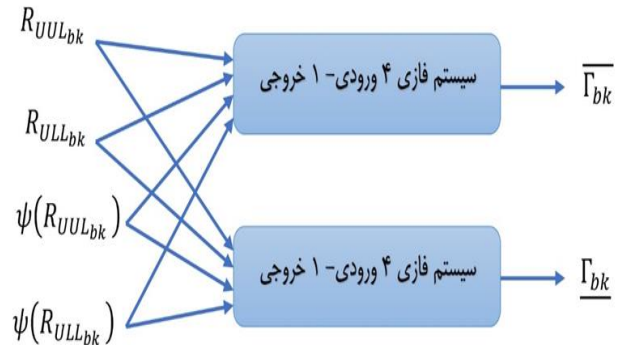 R_{UUL_{bk}}
R_{ULL_{bk}}
ψ(R_{UUL_{bk}})
ψ(R_{ULL_{bk}})
سیستم فازی ۴ ورودی- ۱ خروجی
سیستم فازی ۴ ورودی- ۱ خروجی
\overline{Γ_{bk}}
\underline{Γ_{bk}}